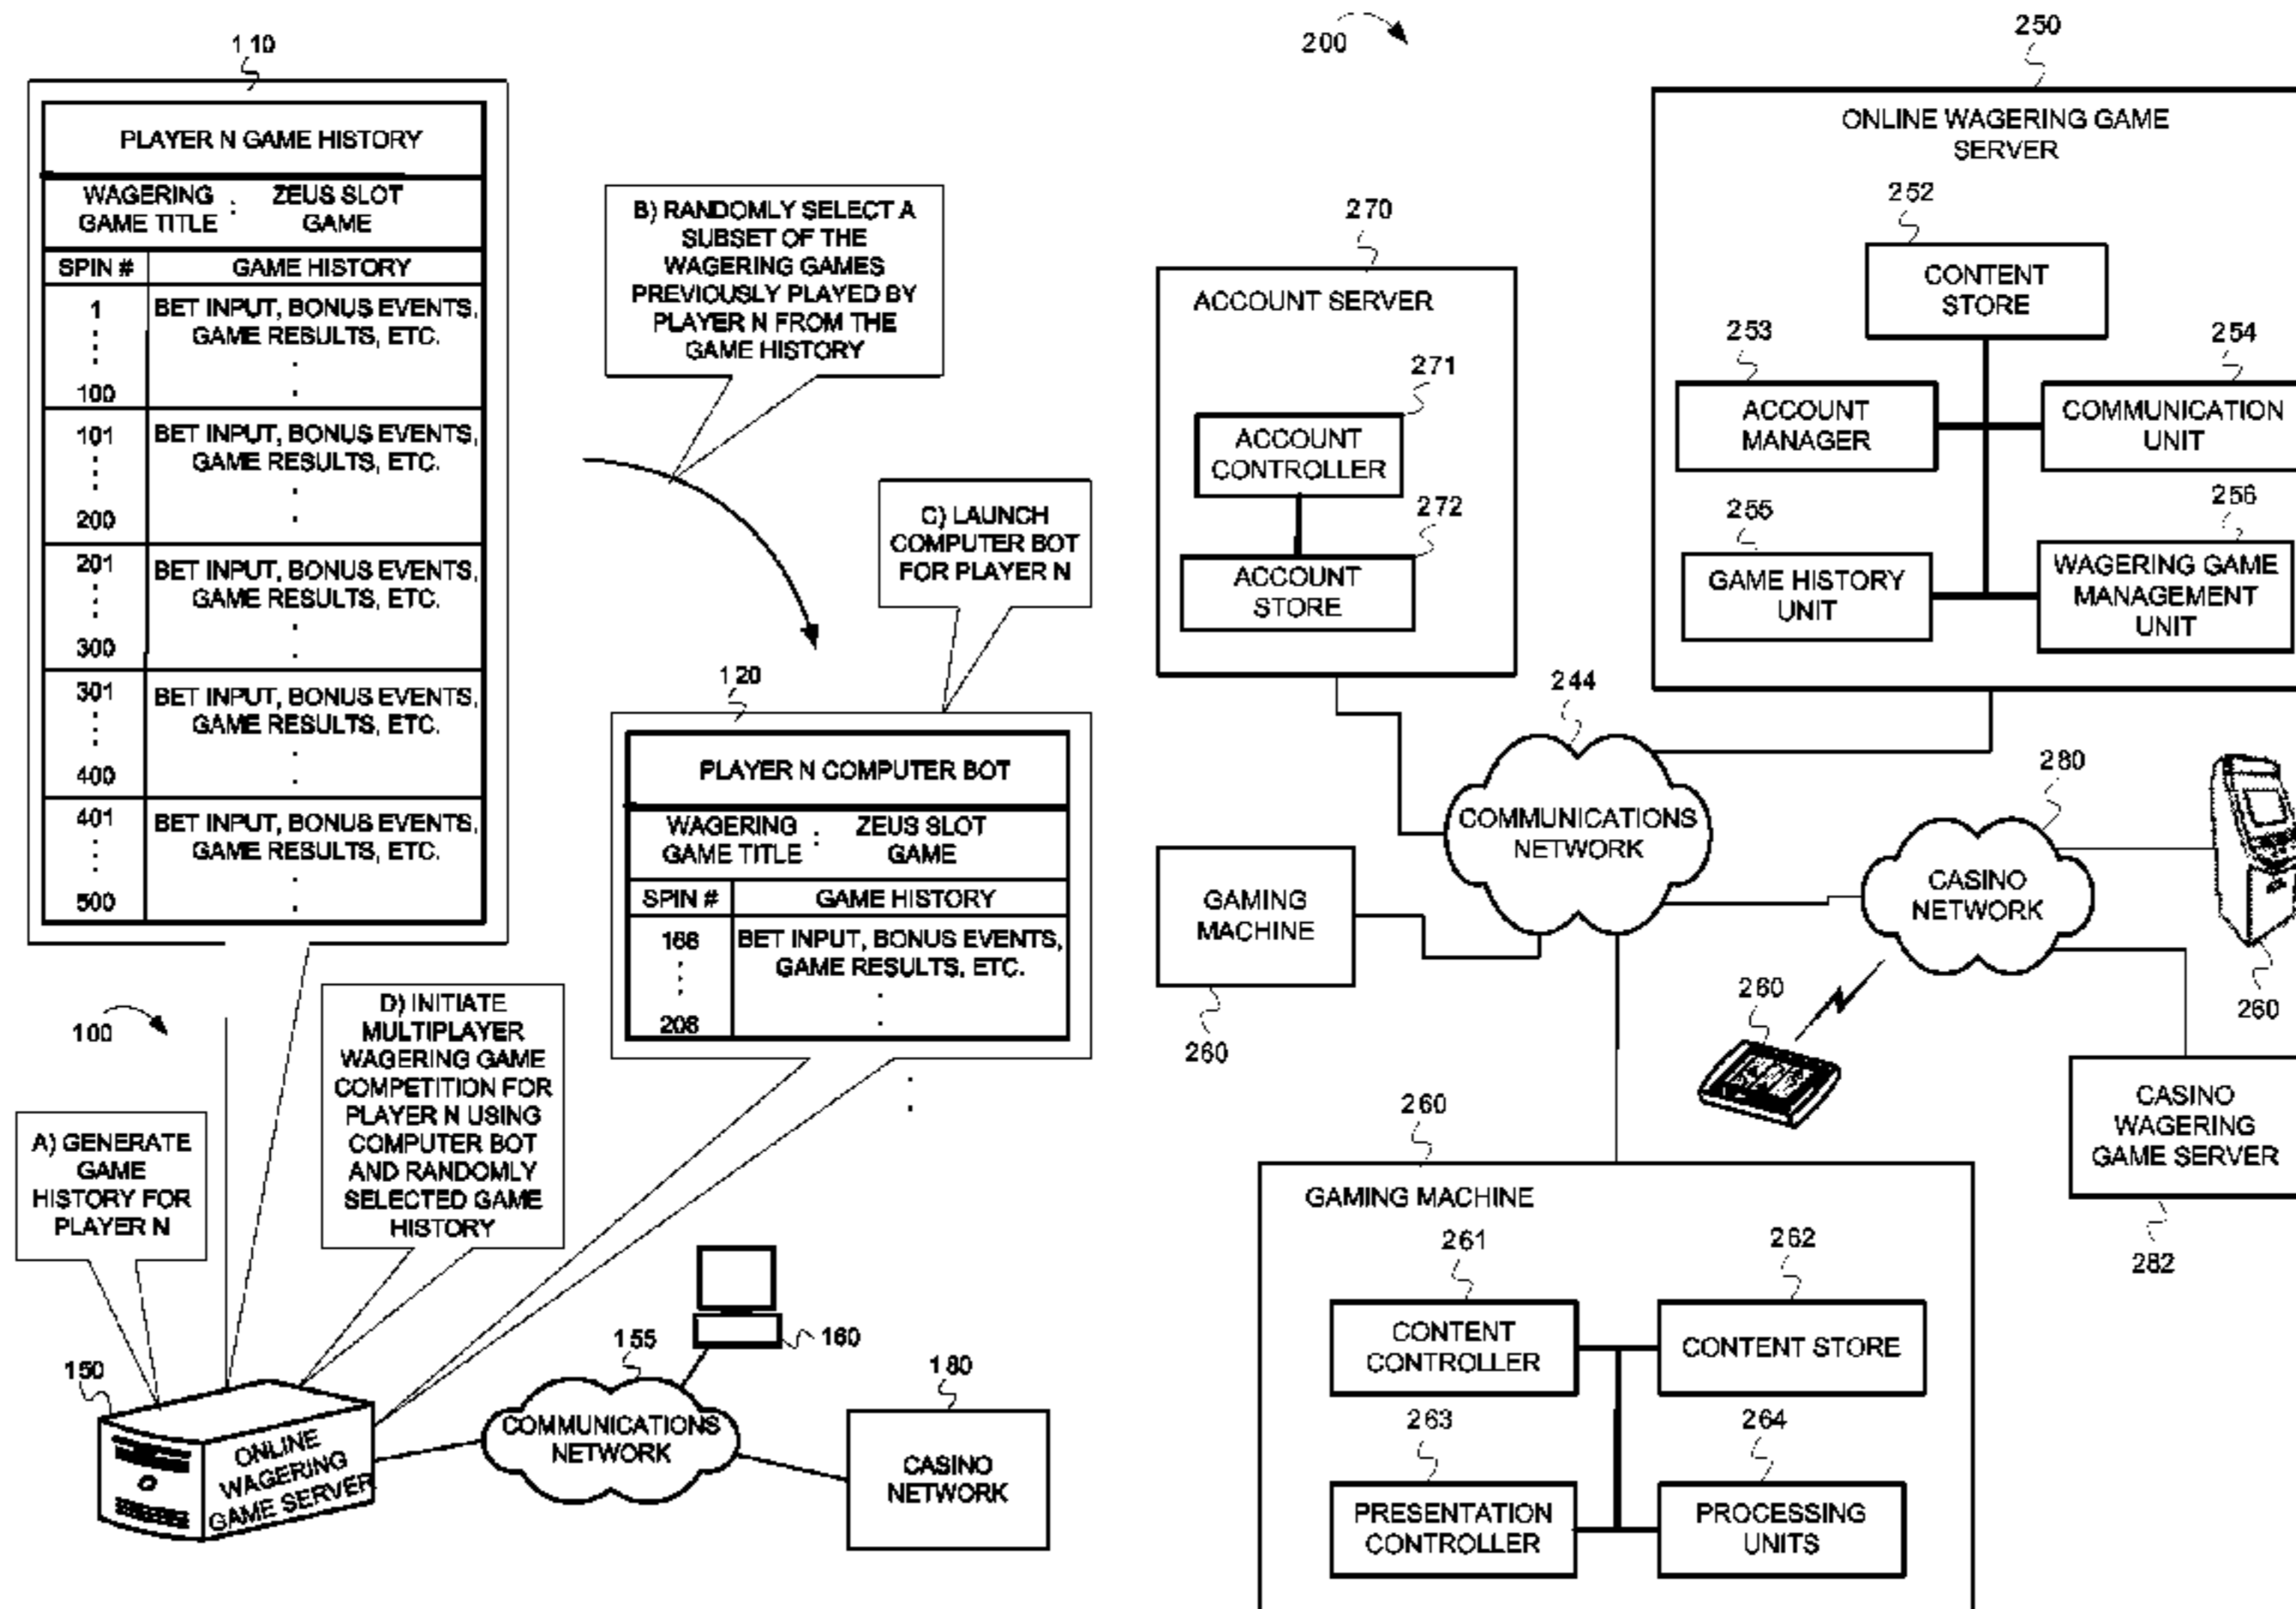 110
PLAYER N GAME HISTORY
WAGERING GAME TITLE : ZEUS SLOT GAME
SPIN # GAME HISTORY
1 BET INPUT, BONUS EVENTS,
GAME RESULTS, ETC.
100
101 BET INPUT, BONUS EVENTS,
GAME RESULTS, ETC.
200
201 BET INPUT, BONUS EVENTS,
GAME RESULTS, ETC.
300
301 BET INPUT, BONUS EVENTS,
GAME RESULTS, ETC.
400
401 BET INPUT, BONUS EVENTS,
GAME RESULTS, ETC.
500
B) RANDOMLY SELECT A
SUBSET OF THE
WAGERING GAMES
PREVIOUSLY PLAYED BY
PLAYER N FROM THE
GAME HISTORY
C) LAUNCH
COMPUTER BOT
FOR PLAYER N
120
PLAYER N COMPUTER BOT
WAGERING GAME TITLE : ZEUS SLOT GAME
SPIN # GAME HISTORY
BET INPUT, BONUS EVENTS,
GAME RESULTS, ETC.
100
D) INITIATE
MULTIPLAYER
WAGERING GAME
COMPETITION FOR
PLAYER N USING
COMPUTER BOT
AND RANDOMLY
SELECTED GAME
HISTORY
A) GENERATE
GAME
HISTORY FOR
PLAYER N
150
ONLINE
WAGERING
GAME SERVER
155
COMMUNICATIONS
NETWORK
160
180
CASINO
NETWORK
200
250
ONLINE WAGERING GAME
SERVER
252
CONTENT
STORE
253
ACCOUNT
MANAGER
254
COMMUNICATION
UNIT
255
GAME HISTORY
UNIT
256
WAGERING GAME
MANAGEMENT
UNIT
270
ACCOUNT SERVER
271
ACCOUNT
CONTROLLER
272
ACCOUNT
STORE
244
COMMUNICATIONS
NETWORK
280
CASINO
NETWORK
260
GAMING
MACHINE
260
260
CASINO
WAGERING
GAME SERVER
282
260
GAMING MACHINE
261
CONTENT
CONTROLLER
262
CONTENT STORE
263
PRESENTATION
CONTROLLER
264
PROCESSING
UNITS